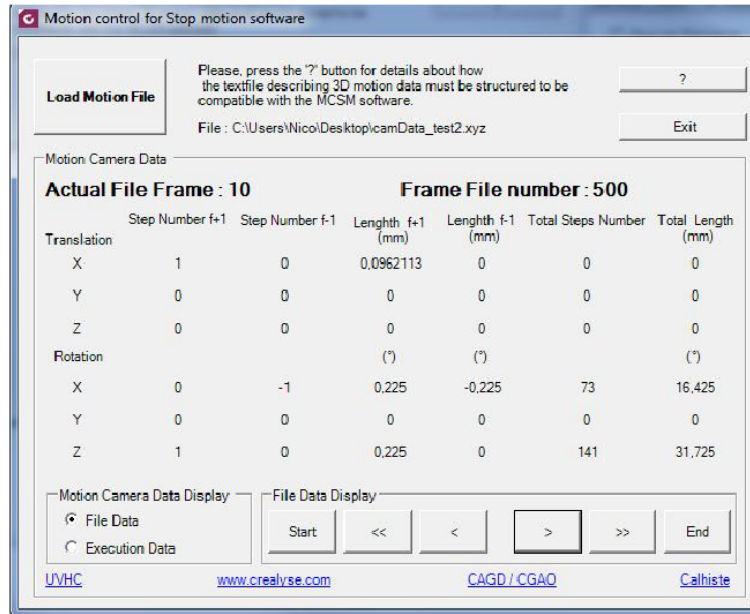 Motion control for Stop motion software
Load Motion File
Please, press the '?' button for details about how
the textfile describing 3D motion data must be structured to be
compatible with the MCSM software.
File : C:\Users\Nico\Desktop\camData_test2.xyz
?
Exit
Motion Camera Data
Actual File Frame : 10 Frame File number : 500
Step Number f+1 Step Number f-1 Lenghth f+1 (mm) Lenghth f-1 (mm) Total Steps Number Total Length (mm)
Translation
X 1 0 0,0962113 0 0 0
Y 0 0 0 0 0 0
Z 0 0 0 0 0 0
Rotation (°) (°) (°)
X 0 -1 0,225 -0,225 73 16,425
Y 0 0 0 0 0 0
Z 1 0 0,225 0 141 31,725
Motion Camera Data Display
File Data
Execution Data
File Data Display
Start << < > >> End
UVHC www.crealyse.com CAGD / CGAO Calhiste